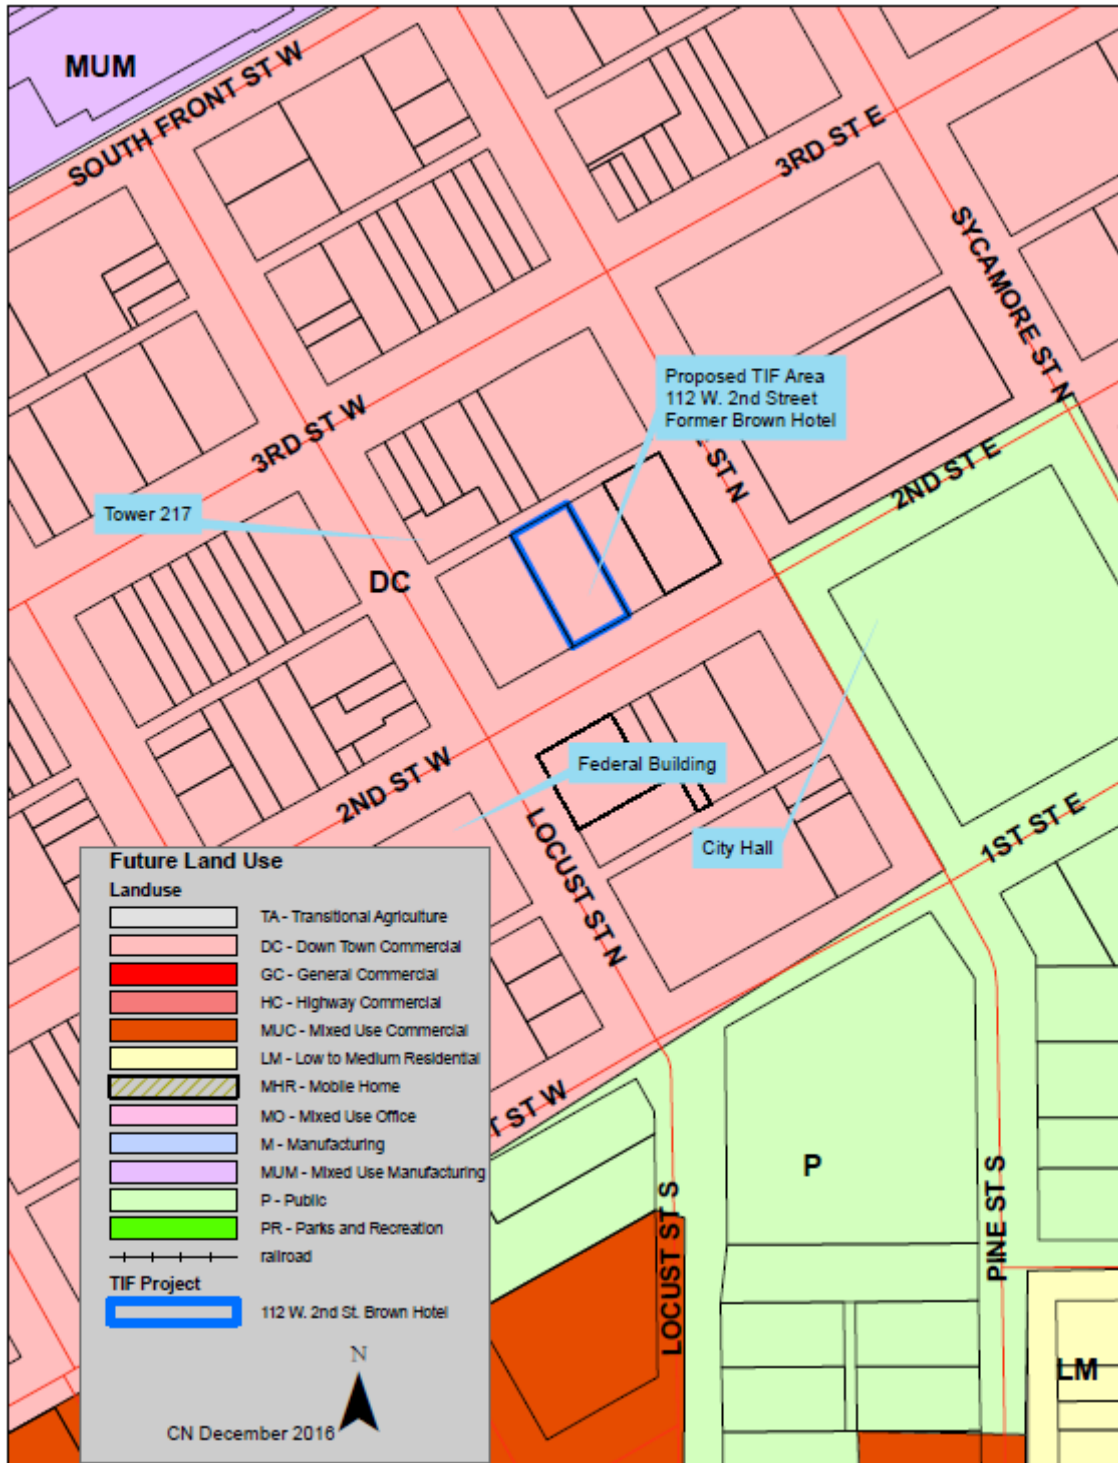 MUM
SOUTH FRONT ST W
3RD ST E
SYCAMORE ST N
Proposed TIF Area
112 W. 2nd Street
Former Brown Hotel
3RD ST W
ST N
2ND ST E
Tower 217
DC
Federal Building
2ND ST W
City Hall
1ST ST E
LOCUST ST N
Future Land Use
Landuse
TA - Transitional Agriculture
DC - Down Town Commercial
GC - General Commercial
HC - Highway Commercial
MUC - Mixed Use Commercial
LM - Low to Medium Residential
MHR - Mobile Home
MO - Mixed Use Office
M - Manufacturing
MUM - Mixed Use Manufacturing
P - Public
PR - Parks and Recreation
railroad
TIF Project
112 W. 2nd St. Brown Hotel
N
CN December 2016
T ST W
P
LOCUST ST S
PINE ST S
LM